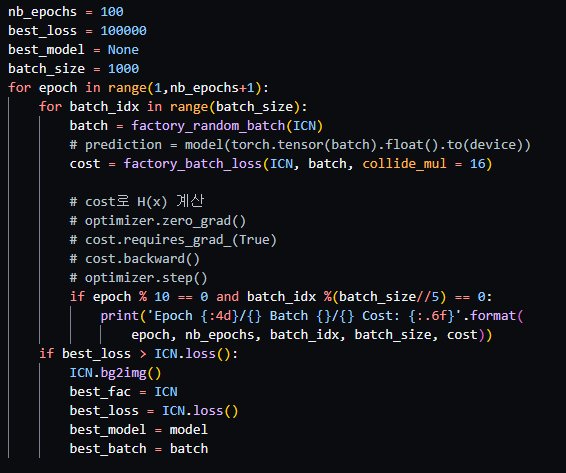 nb_epochs = 100
best_loss = 100000
best_model = None
batch_size = 1000
for epoch in range(1,nb_epochs+1):
    for batch_idx in range(batch_size):
        batch = factory_random_batch(ICN)
        # prediction = model(torch.tensor(batch).float().to(device))
        cost = factory_batch_loss(ICN, batch, collide_mul = 16)

        # cost로 H(x) 계산
        # optimizer.zero_grad()
        # cost.requires_grad_(True)
        # cost.backward()
        # optimizer.step()
        if epoch % 10 == 0 and batch_idx %(batch_size//5) == 0:
            print('Epoch {:4d}/{} Batch {}/{} Cost: {:.6f}'.format(
                epoch, nb_epochs, batch_idx, batch_size, cost))
    if best_loss > ICN.loss():
        ICN.bg2img()
        best_fac = ICN
        best_loss = ICN.loss()
        best_model = model
        best_batch = batch